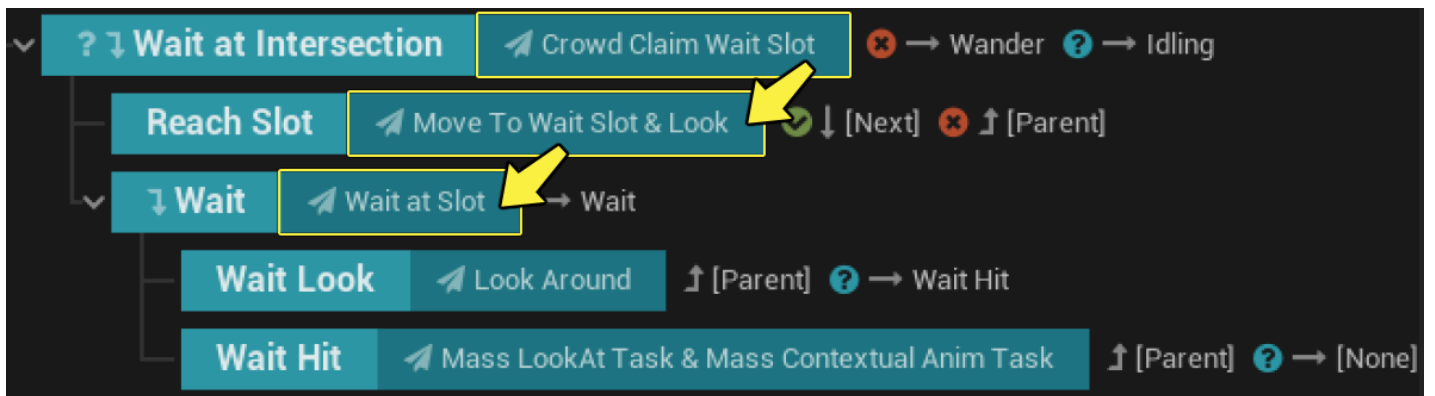 ? Wait at Intersection Crowd Claim Wait Slot → Wander ? → Idling
Reach Slot Move To Wait Slot & Look ↓ [Next] [Parent]
Wait Wait at Slot → Wait
Wait Look Look Around [Parent] ? → Wait Hit
Wait Hit Mass LookAt Task & Mass Contextual Anim Task [Parent] ? → [None]